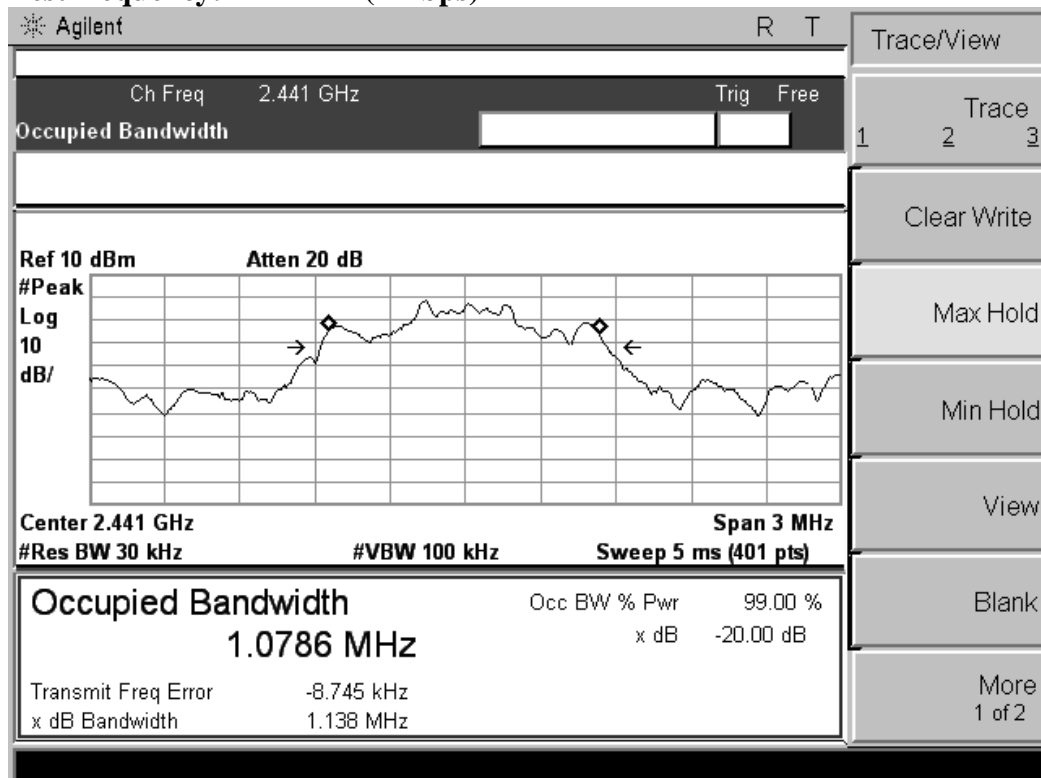 Agilent R T
Trace/View
Ch Freq 2.441 GHz Trig Free
Occupied Bandwidth
Trace
1 2 3
Clear Write
Max Hold
Min Hold
View
Blank
More
1 of 2
Ref 10 dBm Atten 20 dB
#Peak
Log
10
dB/
Center 2.441 GHz Span 3 MHz
#Res BW 30 kHz #VBW 100 kHz Sweep 5 ms (401 pts)
Occupied Bandwidth
1.0786 MHz
Occ BW % Pwr 99.00 %
x dB -20.00 dB
Transmit Freq Error -8.745 kHz
x dB Bandwidth 1.138 MHz